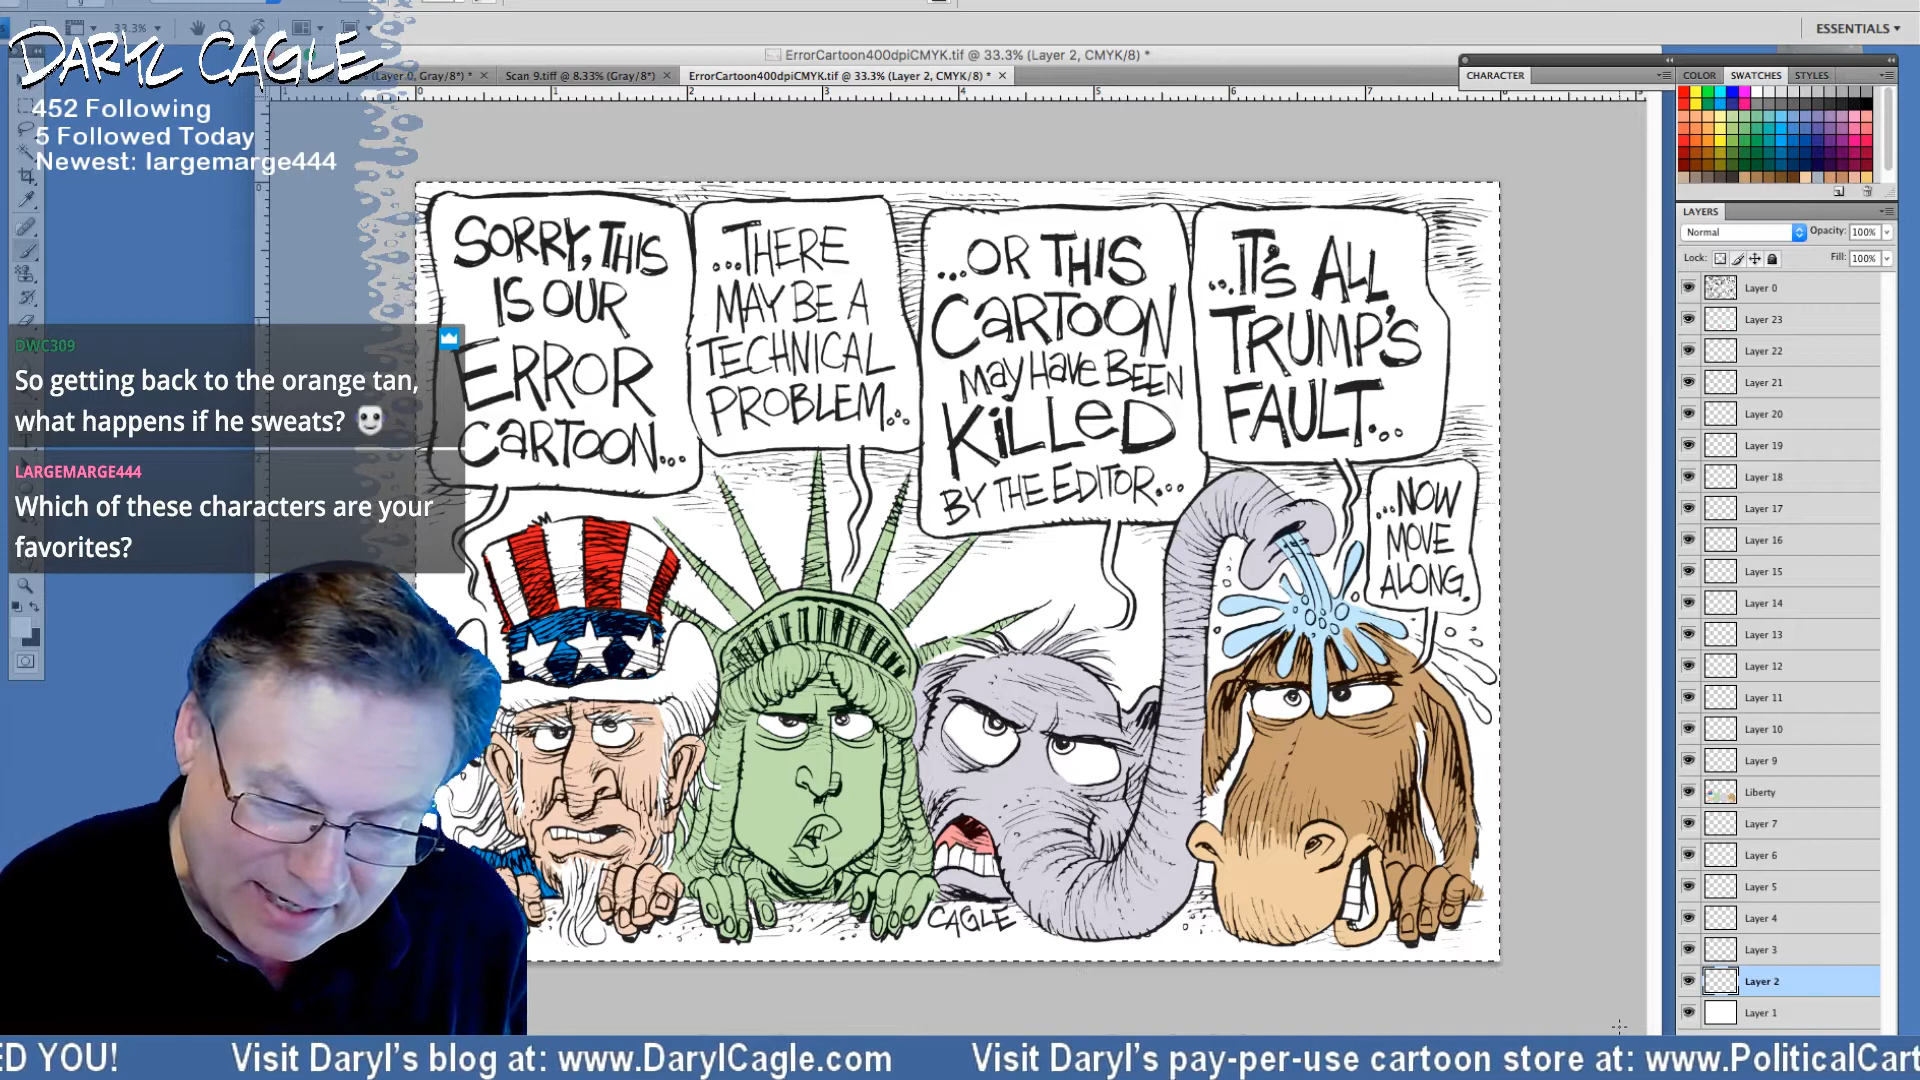 33.3%
ESSENTIALS
DARYL CAGLE
452 Following
5 Followed Today
Newest: largemarge444
ErrorCartoon400dpiCMYK.tif @ 33.3% (Layer 2, CMYK/8) *
(Layer 0, Gray/8*) *
Scan 9.tiff @ 8.33% (Gray/8*)
ErrorCartoon400dpiCMYK.tif @ 33.3% (Layer 2, CMYK/8) *
CHARACTER
COLOR
SWATCHES
STYLES
LAYERS
Normal
Opacity: 100%
Lock:
Fill: 100%
Layer 0
Layer 23
Layer 22
Layer 21
Layer 20
Layer 19
Layer 18
Layer 17
Layer 16
Layer 15
Layer 14
Layer 13
Layer 12
Layer 11
Layer 10
Layer 9
Liberty
Layer 7
Layer 6
Layer 5
Layer 4
Layer 3
Layer 2
Layer 1
DWC309
So getting back to the orange tan,
what happens if he sweats?
LARGEMARGE444
Which of these characters are your
favorites?
SORRY, THIS
IS OUR
ERROR
CARTOON...
...THERE
MAY BE A
TECHNICAL
PROBLEM...
...OR THIS
CARTOON
MAY HAVE BEEN
KILLED
BY THE EDITOR...
...IT'S ALL
TRUMP'S
FAULT...
...NOW
MOVE
ALONG.
CAGLE
ED YOU!
Visit Daryl's blog at: www.DarylCagle.com
Visit Daryl's pay-per-use cartoon store at: www.PoliticalCart